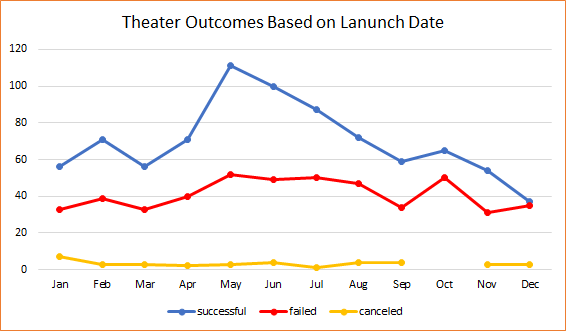 Theater Outcomes Based on Lanunch Date
120
100
80
60
40
20
0
Jan Feb Mar Apr May Jun Jul Aug Sep Oct Nov Dec
successful failed canceled